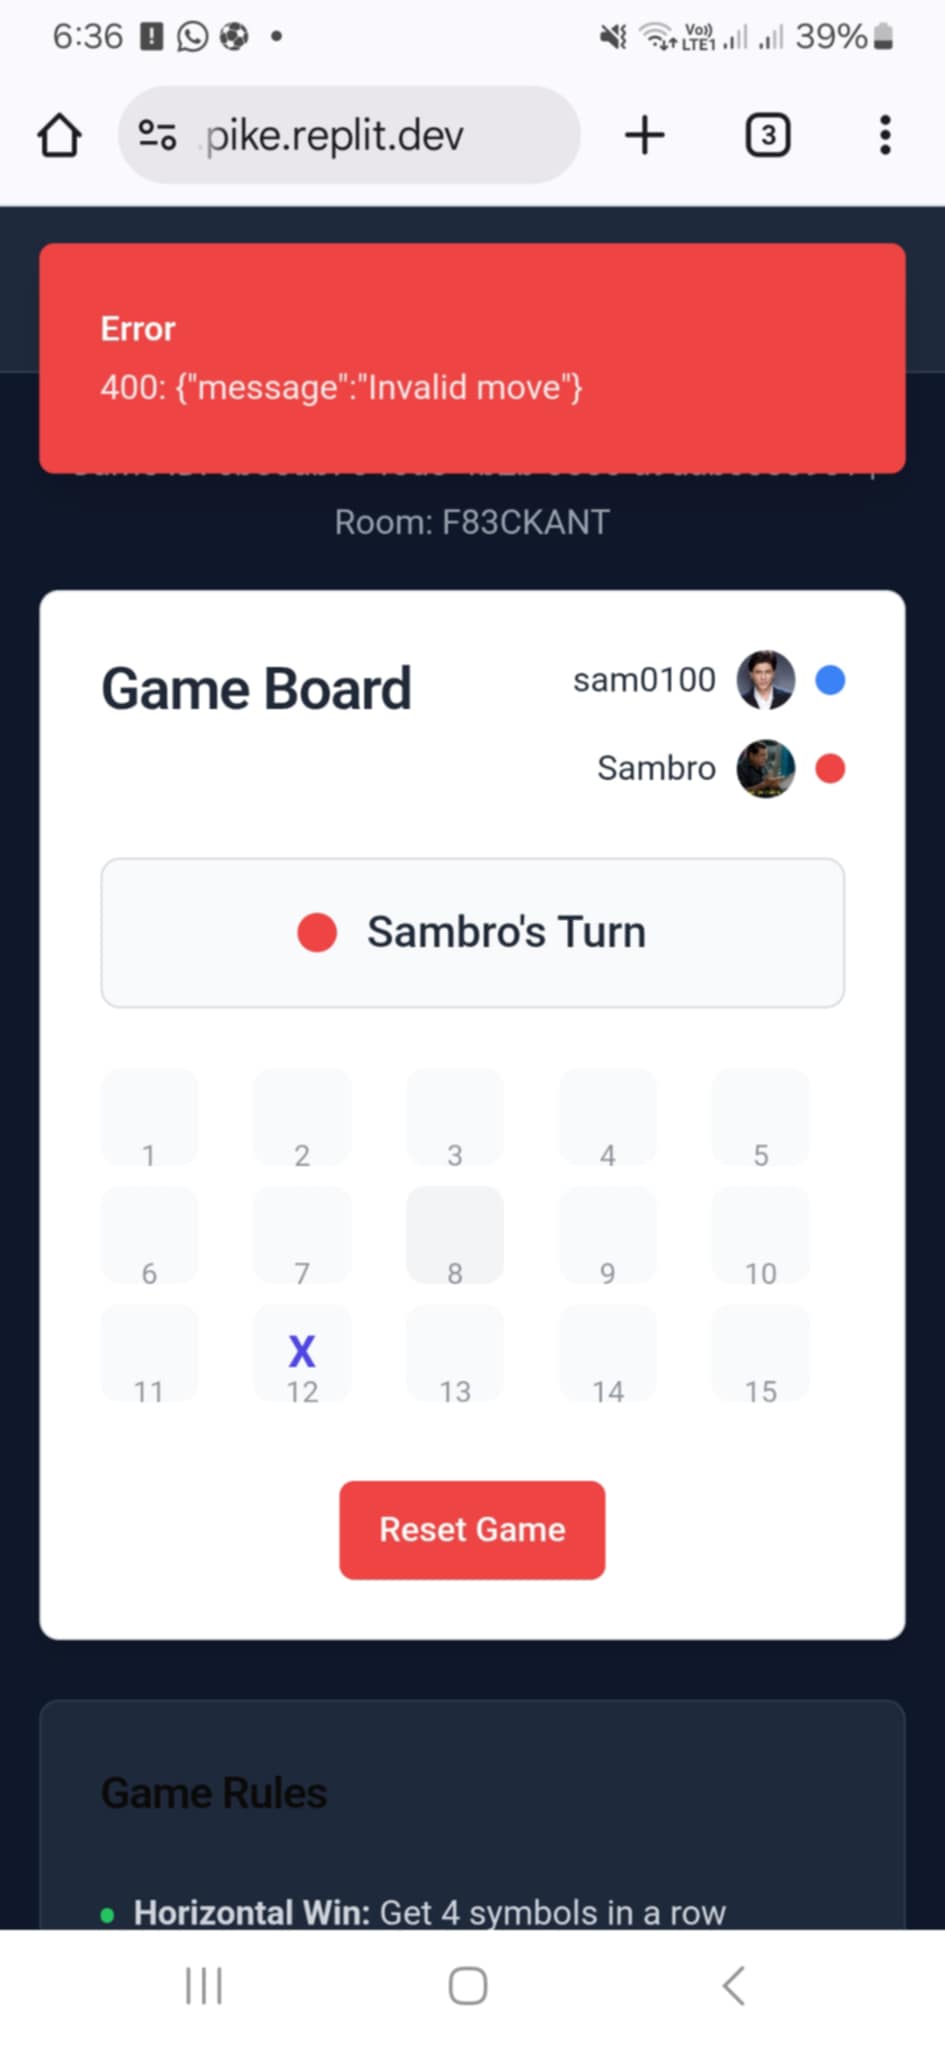 6:36
Vo)) LTE1
39%
.pike.replit.dev
3
Error
400: {"message":"Invalid move"}
Room: F83CKANT
Game Board
sam0100
Sambro
Sambro's Turn
1 2 3 4 5
6 7 8 9 10
X
11 12 13 14 15
Reset Game
Game Rules
Horizontal Win: Get 4 symbols in a row